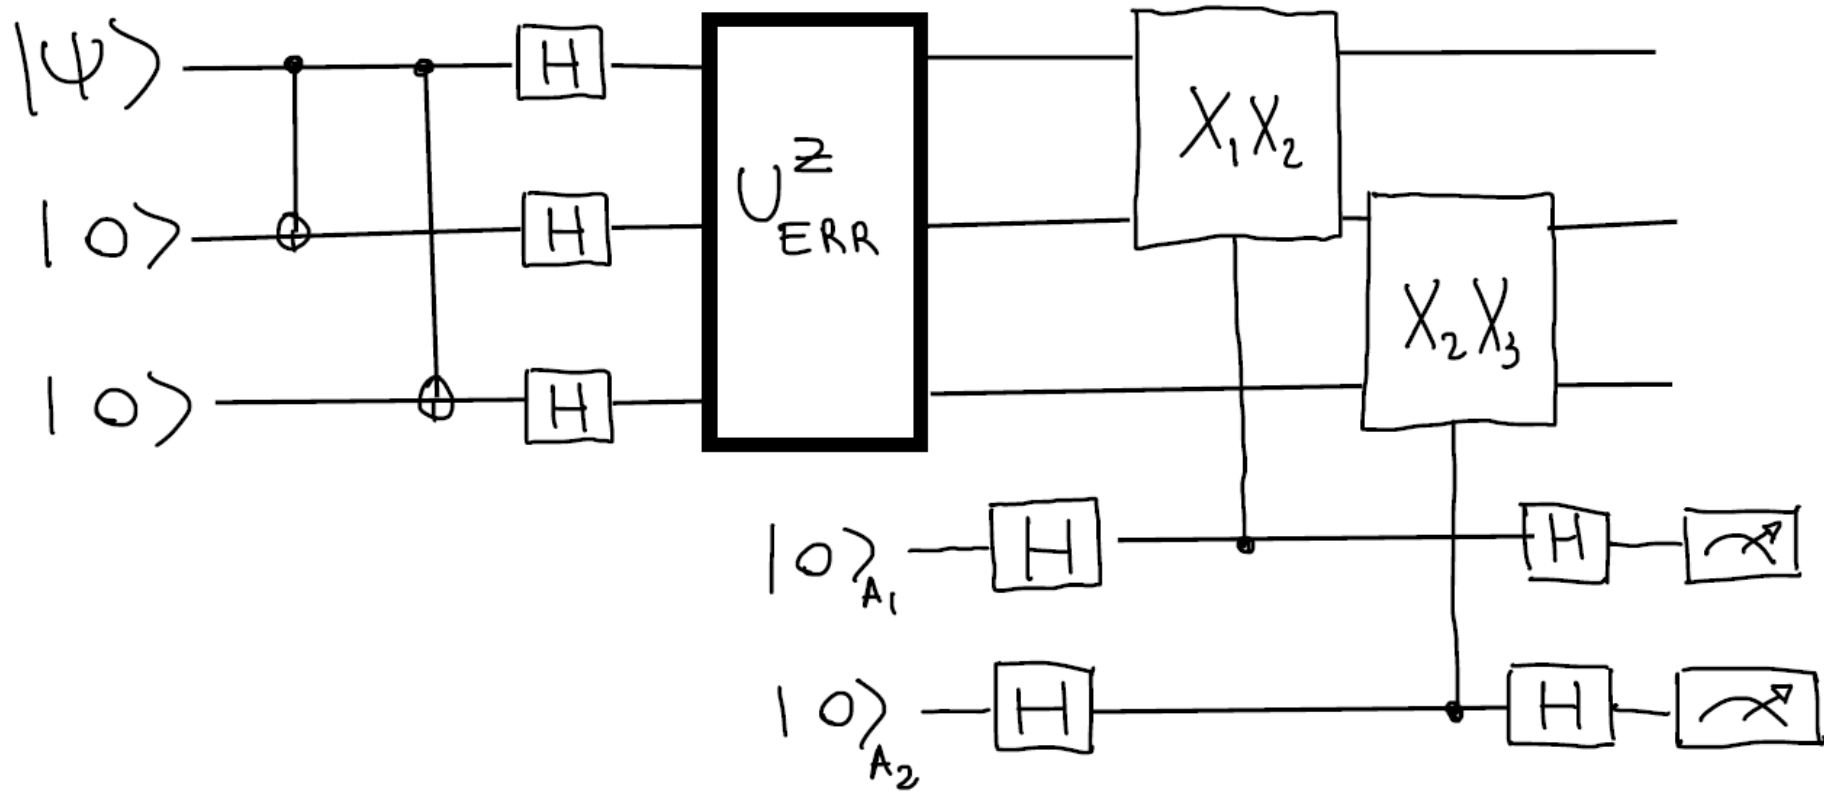 |ψ⟩ H
|0⟩ H
|0⟩ H
U^Z_ERR
X₁X₂
X₂X₃
|0⟩_A₁ H H
|0⟩_A₂ H H